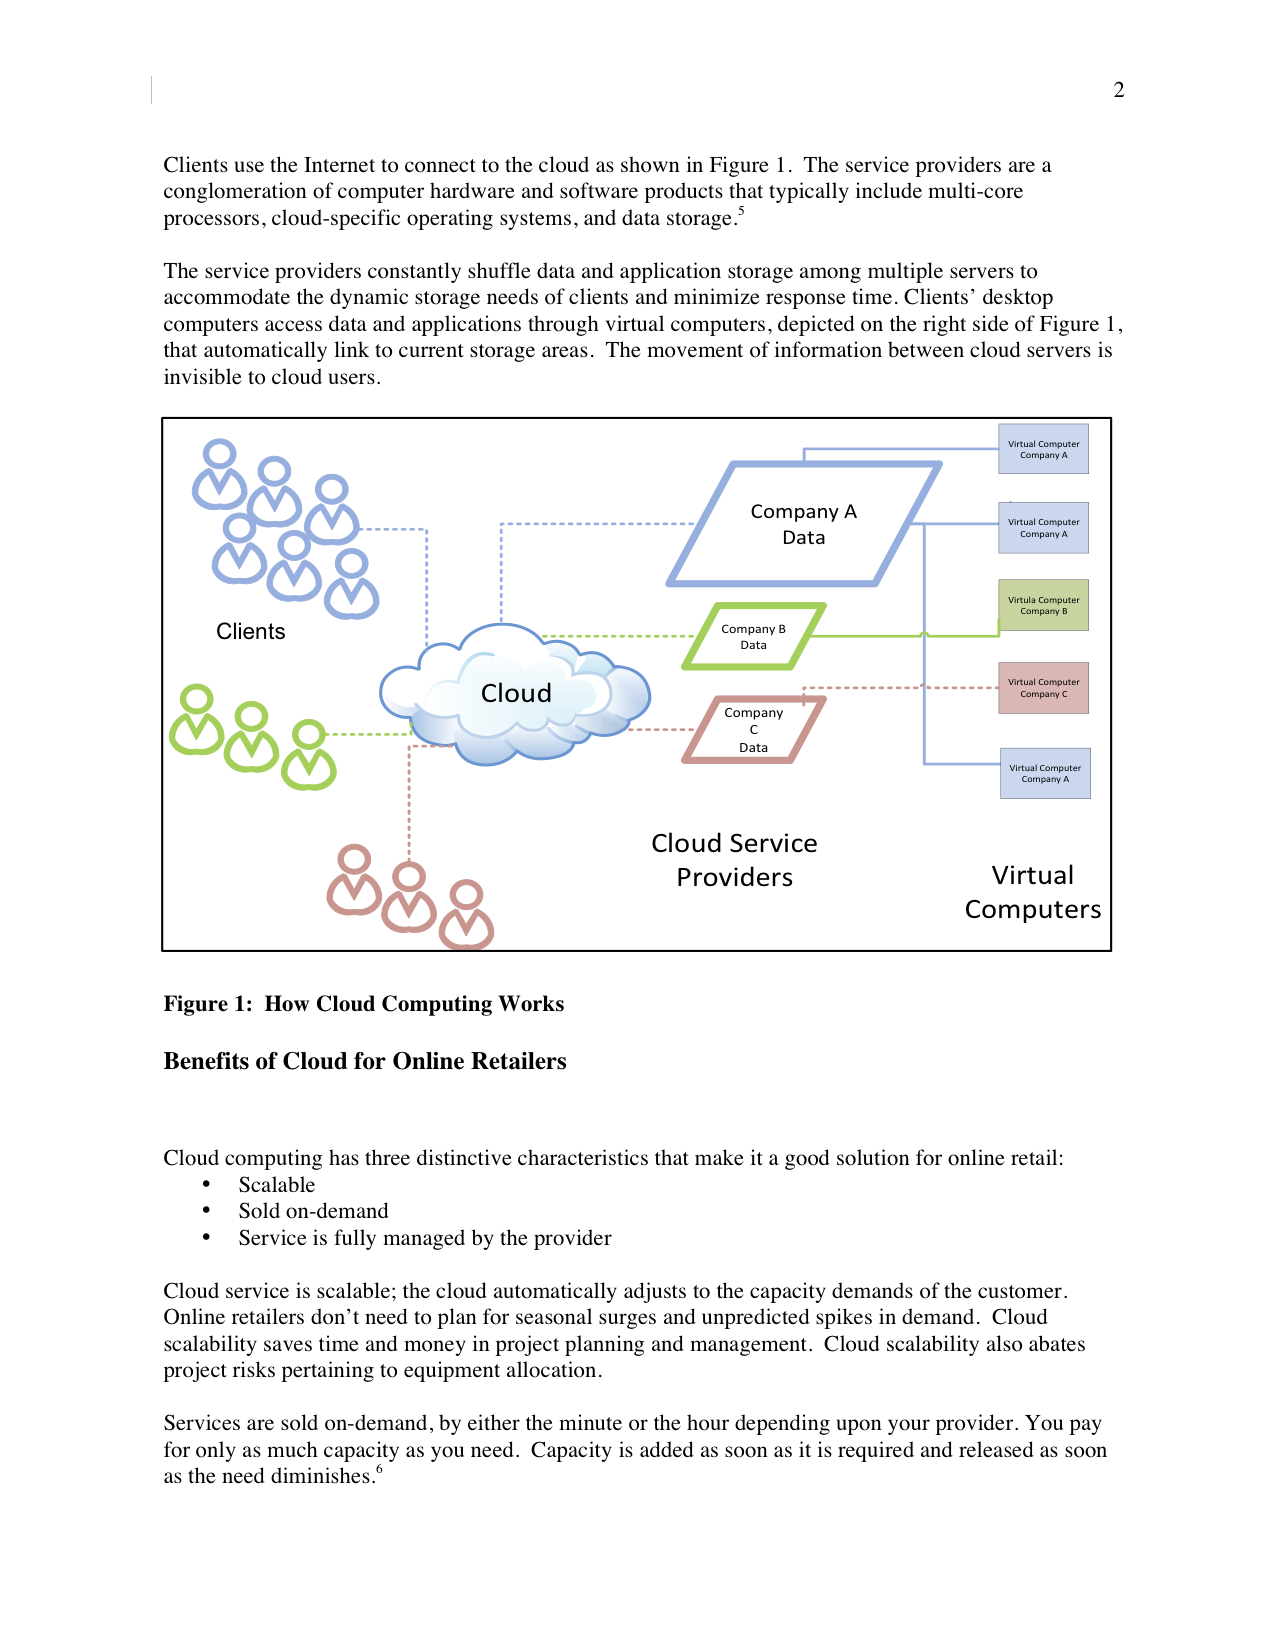 2
Clients use the Internet to connect to the cloud as shown in Figure 1.  The service providers are a
conglomeration of computer hardware and software products that typically include multi-core
processors, cloud-specific operating systems, and data storage.5
The service providers constantly shuffle data and application storage among multiple servers to
accommodate the dynamic storage needs of clients and minimize response time. Clients’ desktop
computers access data and applications through virtual computers, depicted on the right side of Figure 1,
that automatically link to current storage areas.  The movement of information between cloud servers is
invisible to cloud users.
Clients
Cloud
Company A
Data
Company B
Data
Company
C
Data
Cloud Service
Providers
Virtual Computer
Company A
Virtual Computer
Company A
Virtula Computer
Company B
Virtual Computer
Company C
Virtual Computer
Company A
Virtual
Computers
Figure 1:  How Cloud Computing Works
Benefits of Cloud for Online Retailers
Cloud computing has three distinctive characteristics that make it a good solution for online retail:
• Scalable
• Sold on-demand
• Service is fully managed by the provider
Cloud service is scalable; the cloud automatically adjusts to the capacity demands of the customer.
Online retailers don’t need to plan for seasonal surges and unpredicted spikes in demand.  Cloud
scalability saves time and money in project planning and management.  Cloud scalability also abates
project risks pertaining to equipment allocation.
Services are sold on-demand, by either the minute or the hour depending upon your provider. You pay
for only as much capacity as you need.  Capacity is added as soon as it is required and released as soon
as the need diminishes.6